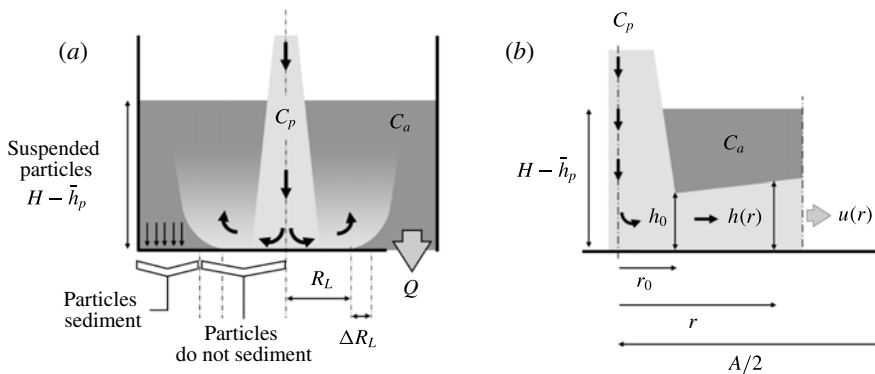 (a)
C_p
C_a
Suspended
particles
H − h̄_p
R_L
Q
Particles
sediment
Particles
do not sediment
ΔR_L
(b)
C_p
C_a
H − h̄_p
h_0
h(r)
u(r)
r_0
r
A/2